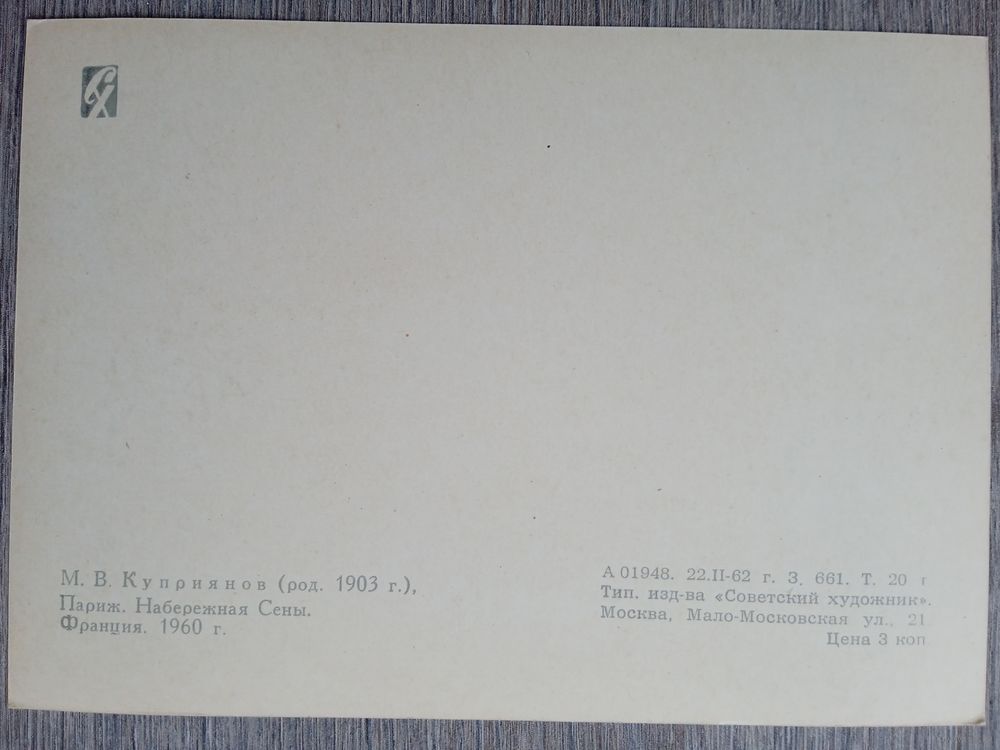 СХ
М. В. Куприянов (род. 1903 г.),
Париж. Набережная Сены.
Франция. 1960 г.
А 01948. 22.II-62 г. З. 661. Т. 20 г
Тип. изд-ва «Советский художник».
Москва, Мало-Московская ул., 21
Цена 3 коп